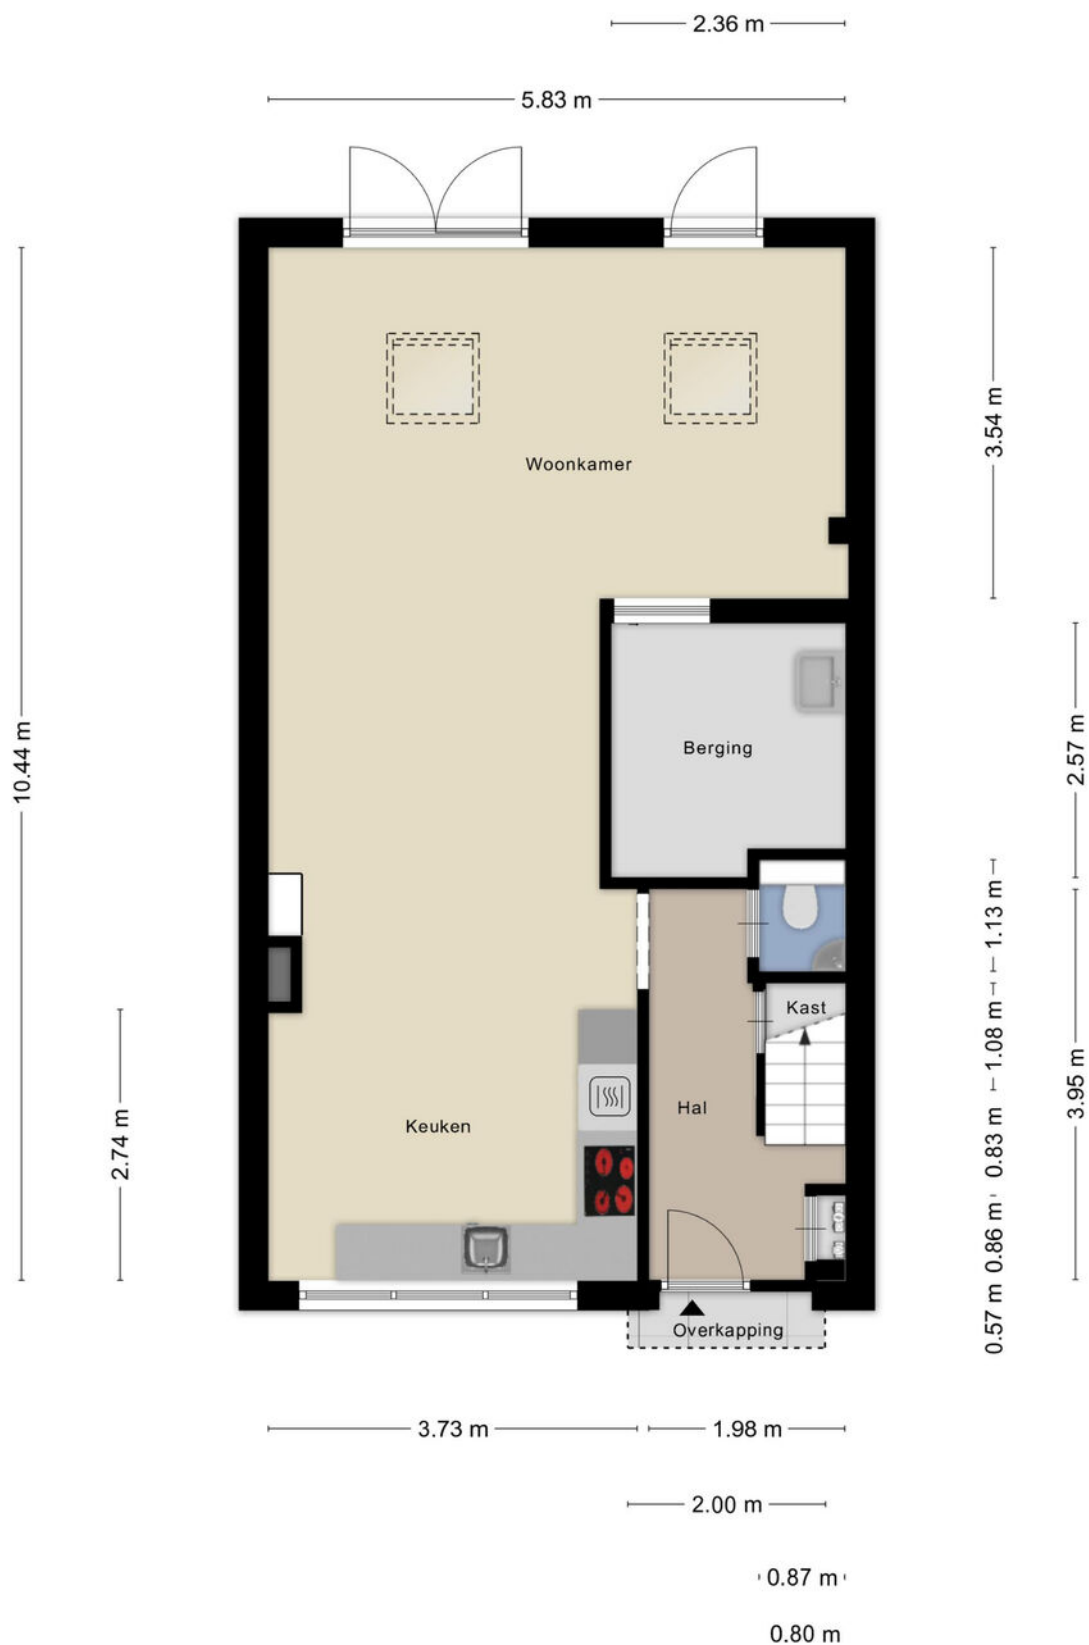 2.36 m
5.83 m
10.44 m
3.54 m
Woonkamer
2.57 m
Berging
1.13 m
Kast
1.08 m
3.95 m
Hal
Keuken
2.74 m
0.83 m
0.86 m
0.57 m
Overkapping
3.73 m
1.98 m
2.00 m
0.87 m
0.80 m